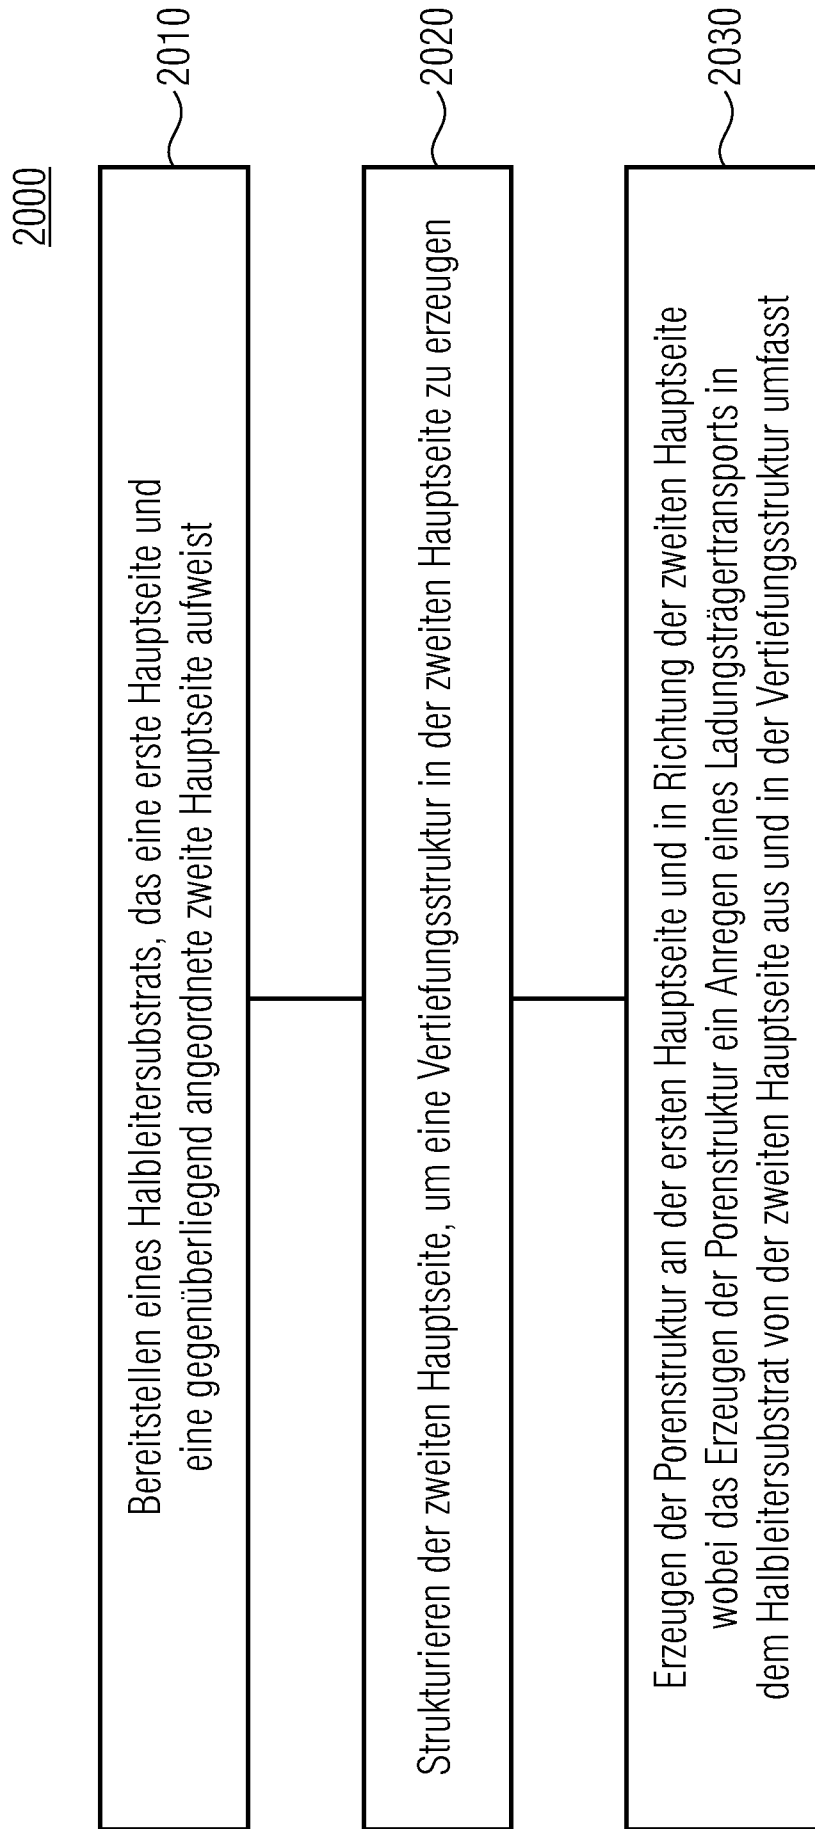 2000
Bereitstellen eines Halbleitersubstrats, das eine erste Hauptseite und
eine gegenüberliegend angeordnete zweite Hauptseite aufweist
2010
Strukturieren der zweiten Hauptseite, um eine Vertiefungsstruktur in der zweiten Hauptseite zu erzeugen
2020
Erzeugen der Porenstruktur an der ersten Hauptseite und in Richtung der zweiten Hauptseite
wobei das Erzeugen der Porenstruktur ein Anregen eines Ladungsträgertransports in
dem Halbleitersubstrat von der zweiten Hauptseite aus und in der Vertiefungsstruktur umfasst
2030